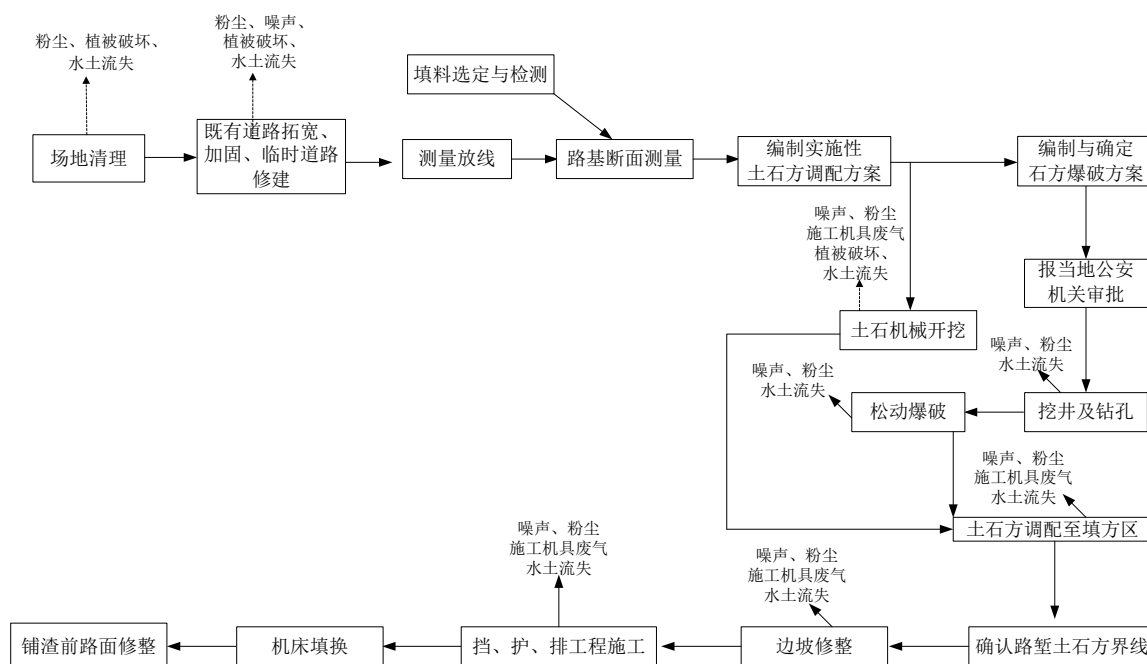 粉尘、植被破坏、
水土流失
粉尘、噪声、
植被破坏、
水土流失
填料选定与检测
场地清理
既有道路拓宽、
加固、临时道路
修建
测量放线
路基断面测量
编制实施性
土石方调配方案
编制与确定
石方爆破方案
噪声、粉尘
施工机具废气
植被破坏、
水土流失
报当地公安
机关审批
土石机械开挖
噪声、粉尘
水土流失
噪声、粉尘
水土流失
松动爆破
挖井及钻孔
噪声、粉尘
施工机具废气
水土流失
土石方调配至填方区
噪声、粉尘
施工机具废气
水土流失
噪声、粉尘
施工机具废气
水土流失
铺渣前路面修整
机床填换
挡、护、排工程施工
边坡修整
确认路堑土石方界线